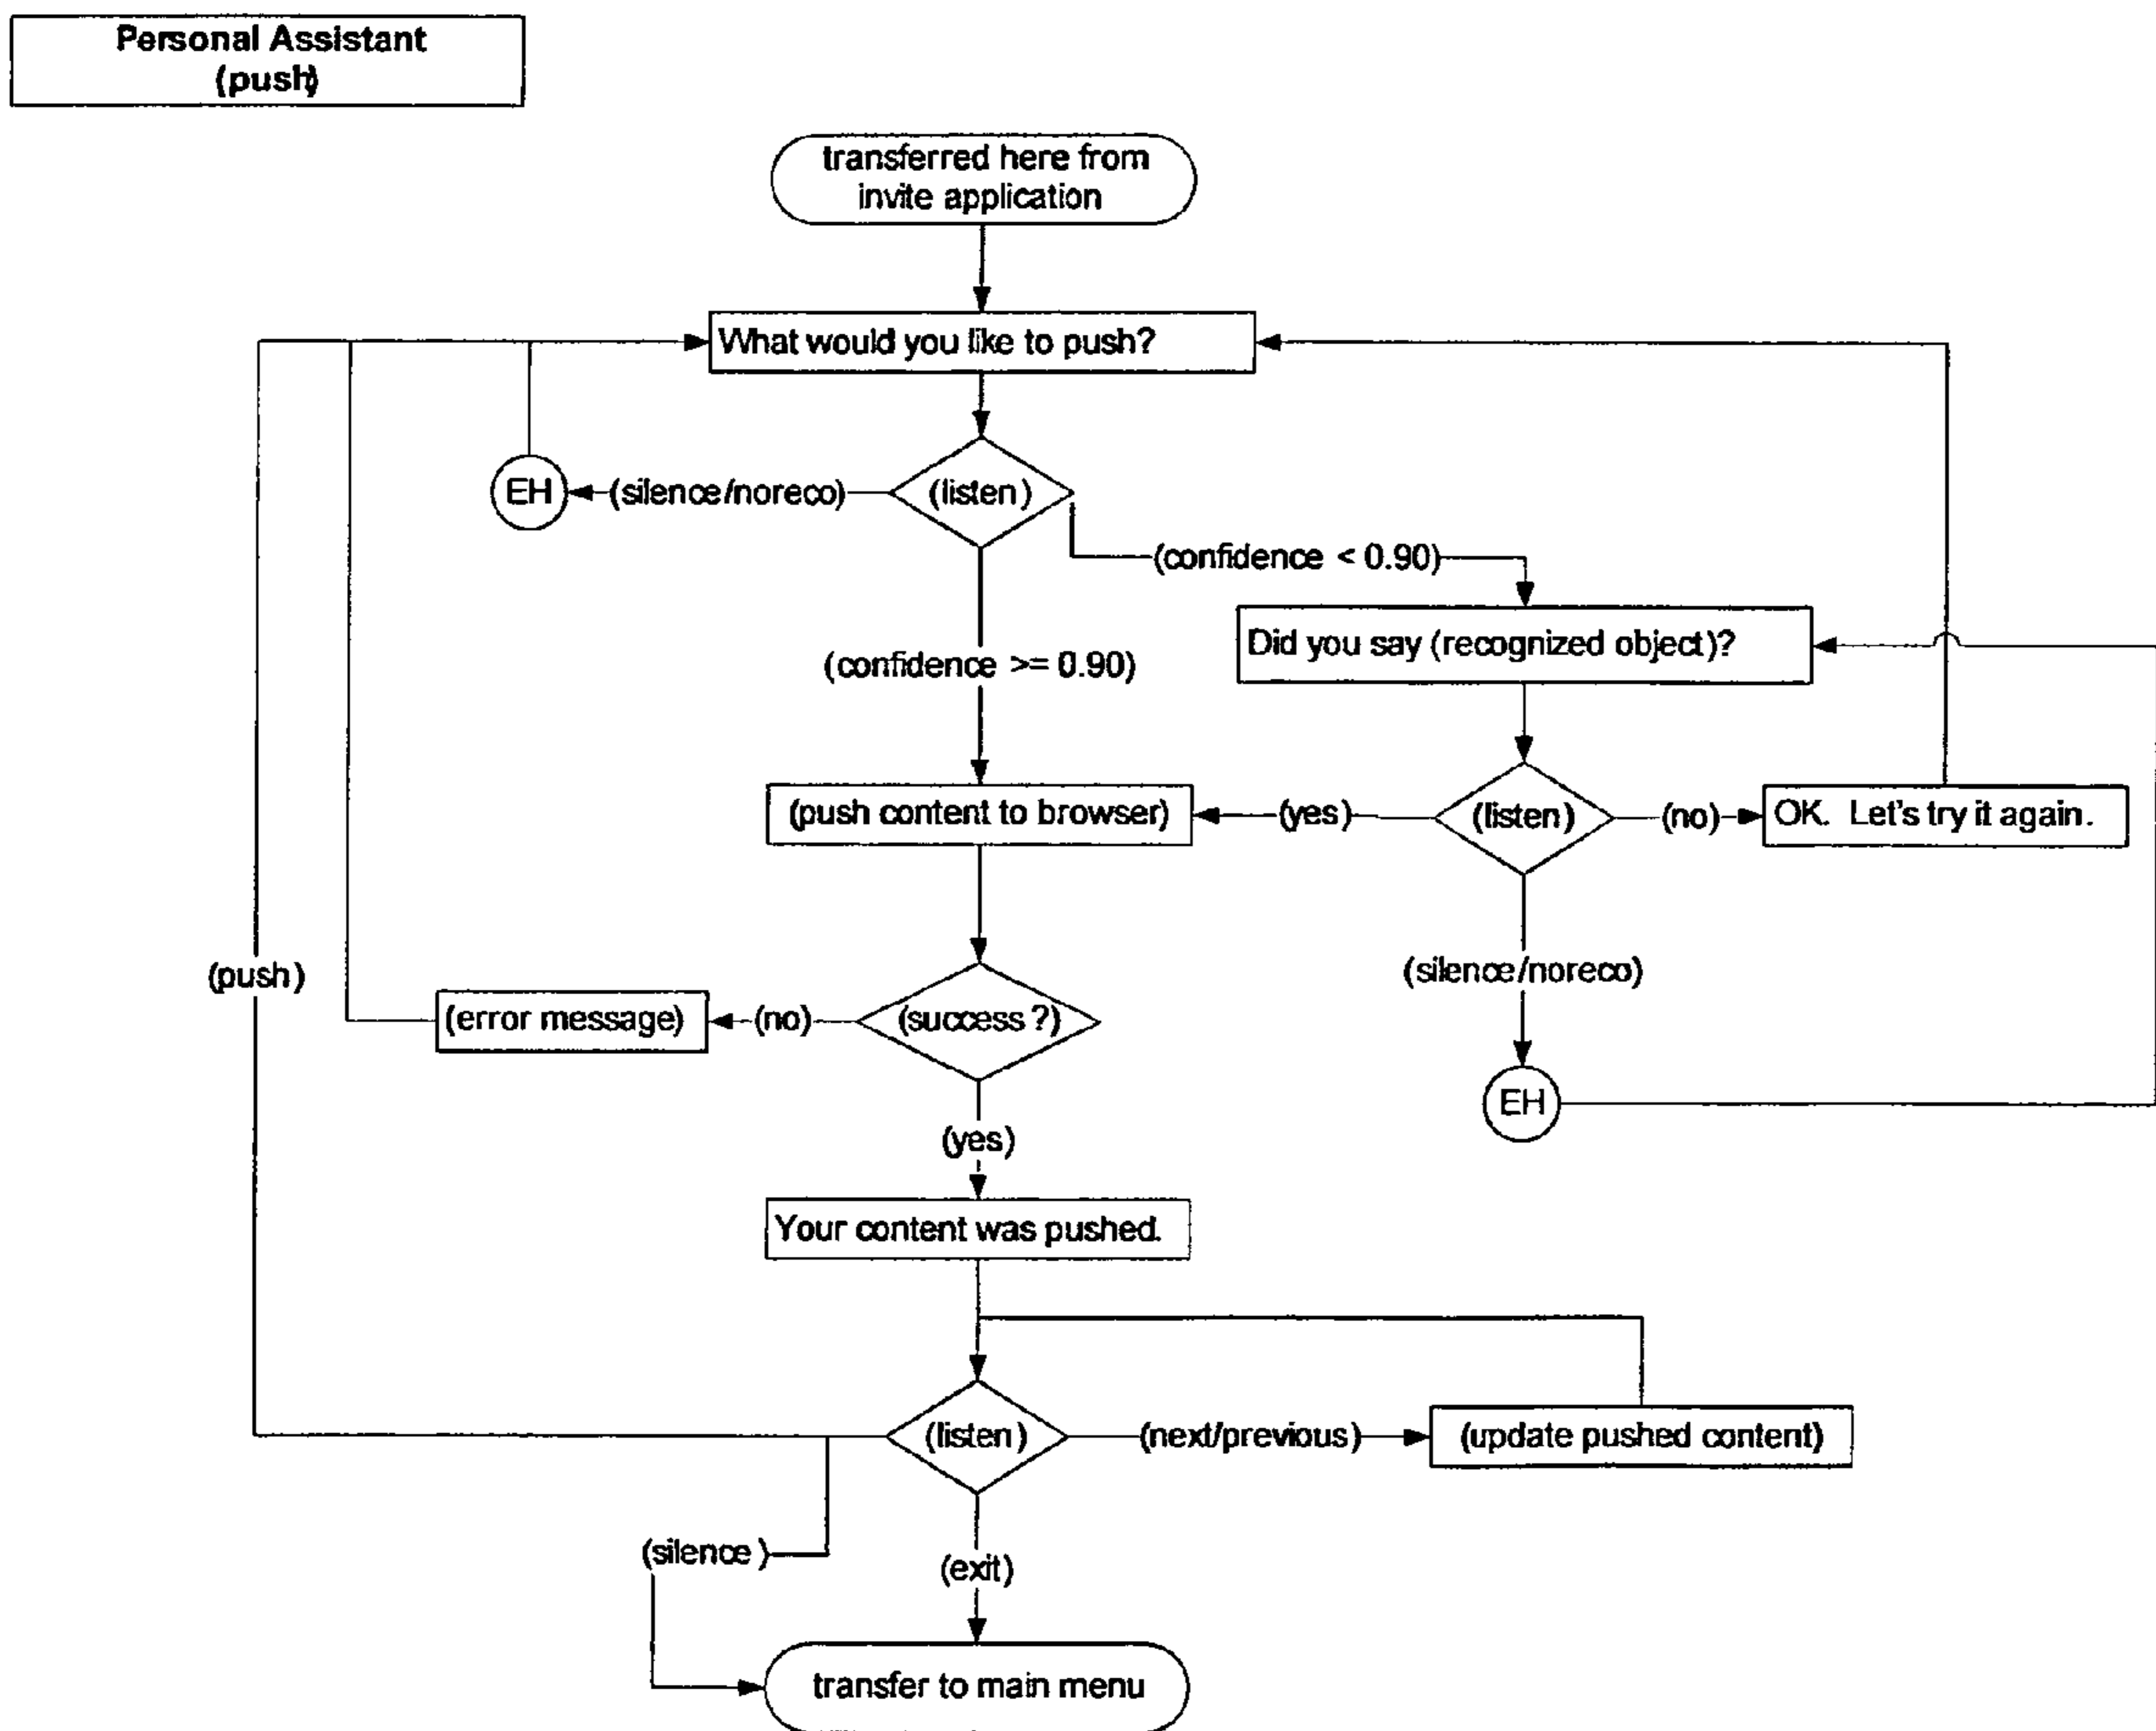 Personal Assistant
(push)
transferred here from
invite application
What would you like to push?
EH
(silence/noreco)
(listen)
(confidence < 0.90)
Did you say (recognized object)?
(confidence >= 0.90)
(push content to browser)
(yes)
(listen)
(no)
OK. Let's try it again.
(push)
(silence/noreco)
(error message)
(no)
(success?)
EH
(yes)
Your content was pushed.
(listen)
(next/previous)
(update pushed content)
(silence)
(exit)
transfer to main menu